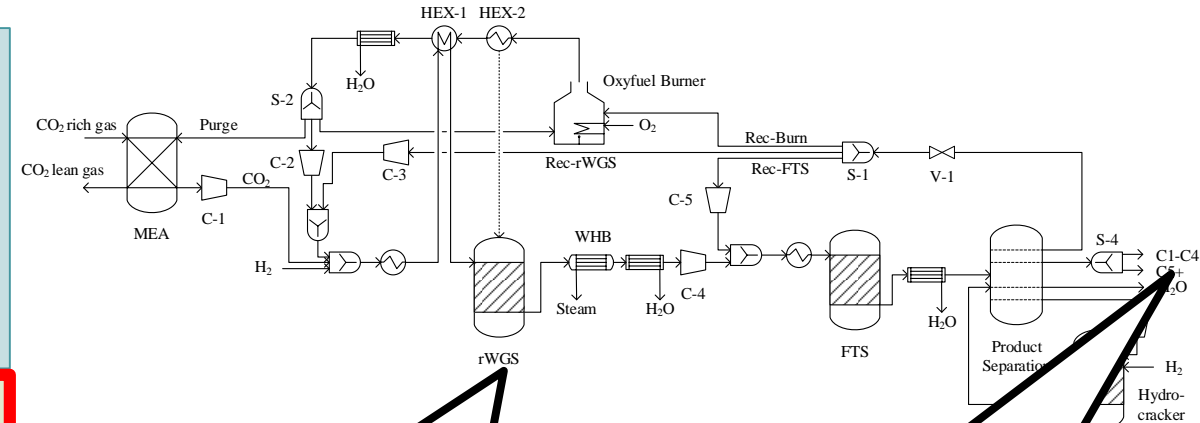 HEX-1 HEX-2
H₂O
Oxyfuel Burner
S-2
CO₂ rich gas
Purge
O₂
Rec-Burn
C-2
Rec-rWGS
CO₂ lean gas
CO₂
C-3
Rec-FTS
S-1
V-1
C-1
C-5
MEA
WHB
S-4
C1-C4
C5+
H₂
Steam
H₂O
C-4
H₂O
rWGS
FTS
Product
Separation
H₂
Hydro-
cracker